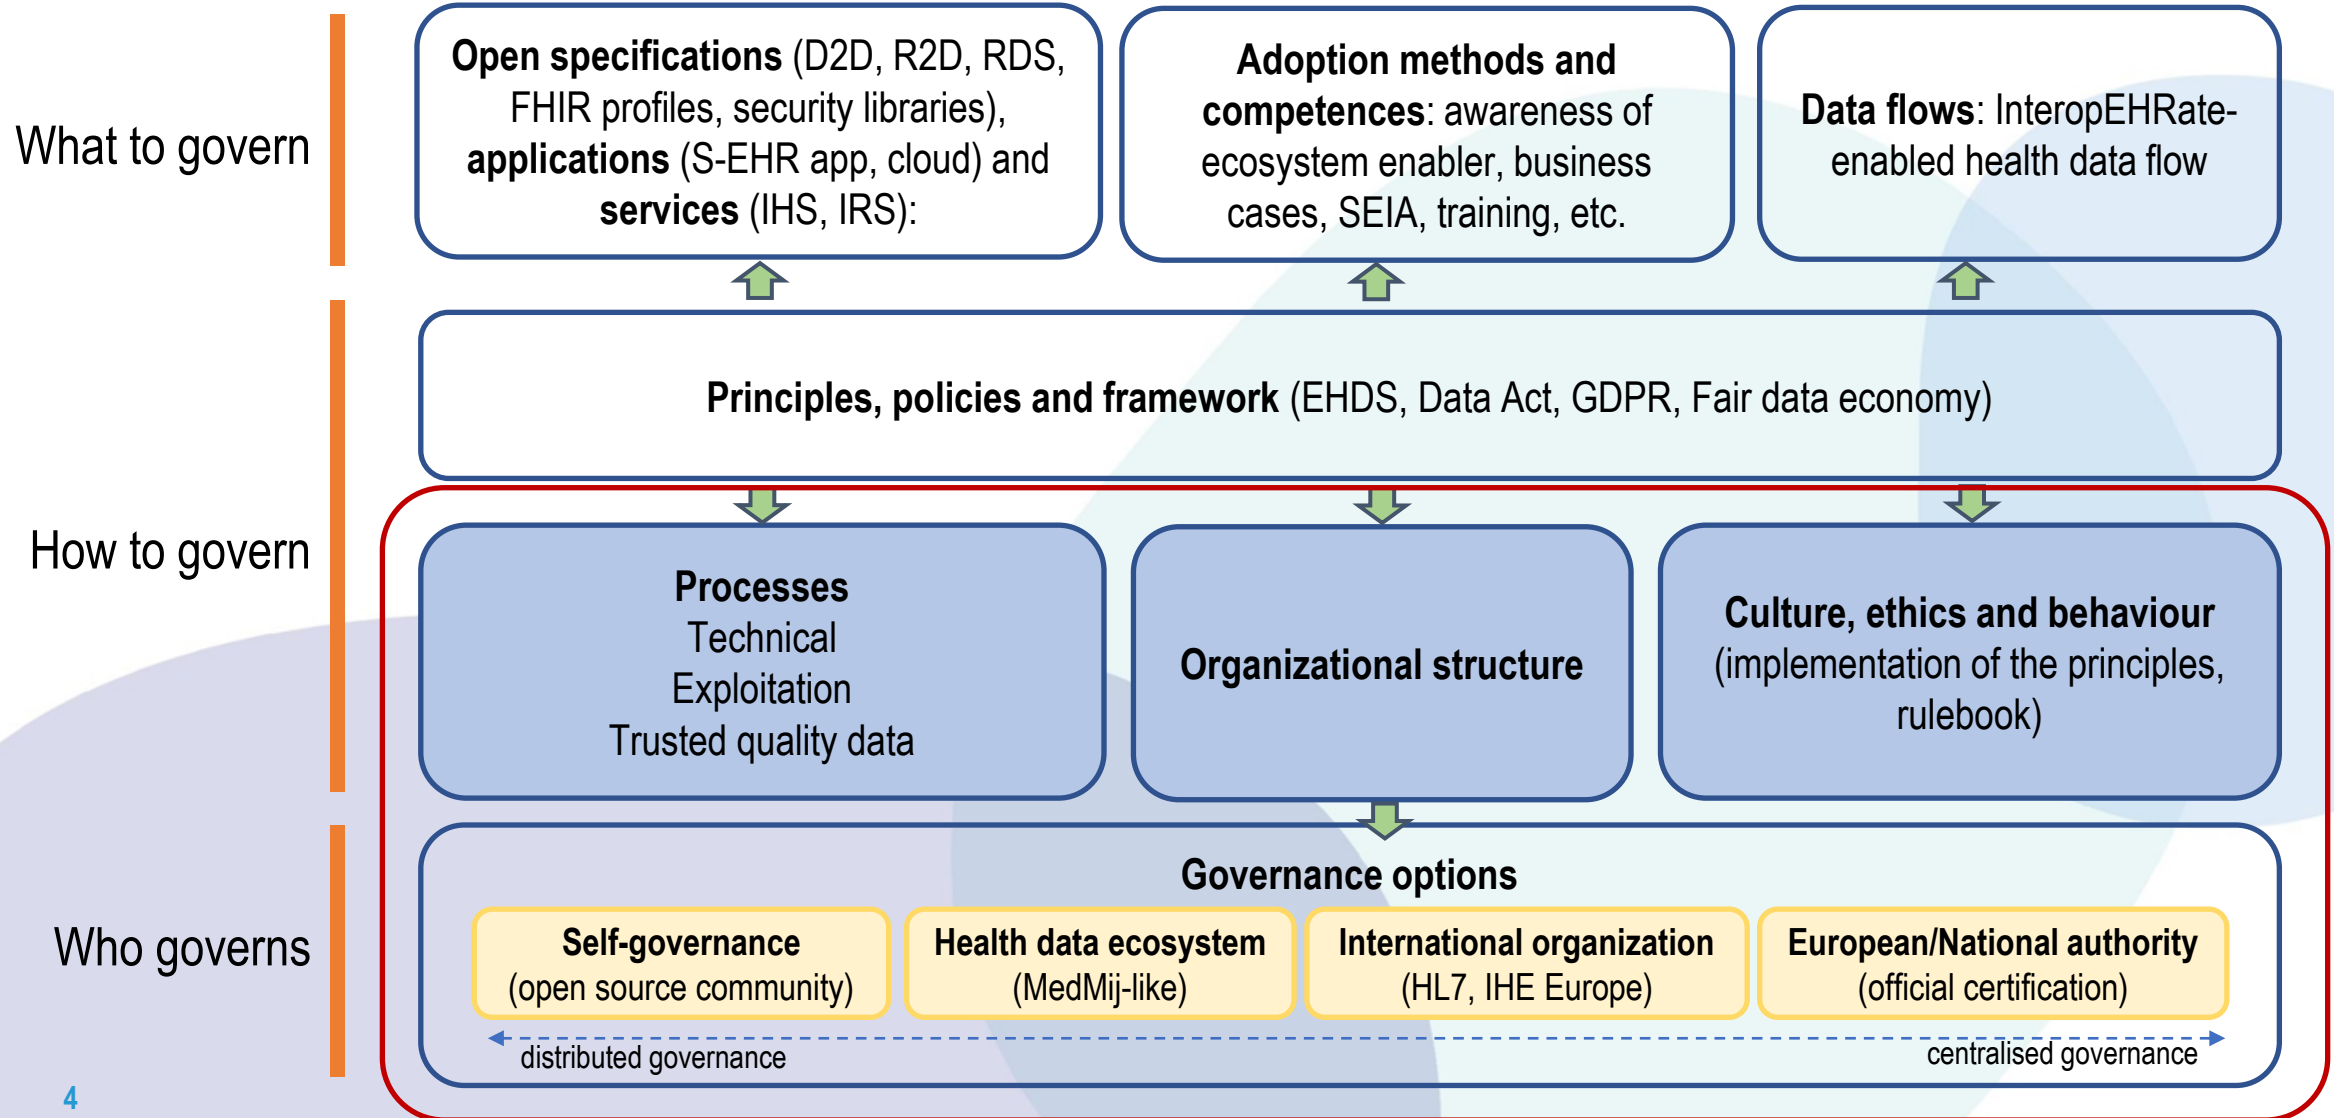 What to govern
Open specifications (D2D, R2D, RDS,
FHIR profiles, security libraries),
applications (S-EHR app, cloud) and
services (IHS, IRS):
Adoption methods and
competences: awareness of
ecosystem enabler, business
cases, SEIA, training, etc.
Data flows: InteropEHRate-
enabled health data flow
How to govern
Principles, policies and framework (EHDS, Data Act, GDPR, Fair data economy)
Processes
Technical
Exploitation
Trusted quality data
Organizational structure
Culture, ethics and behaviour
(implementation of the principles,
rulebook)
Who governs
Governance options
Self-governance
(open source community)
Health data ecosystem
(MedMij-like)
International organization
(HL7, IHE Europe)
European/National authority
(official certification)
distributed governance
centralised governance
4